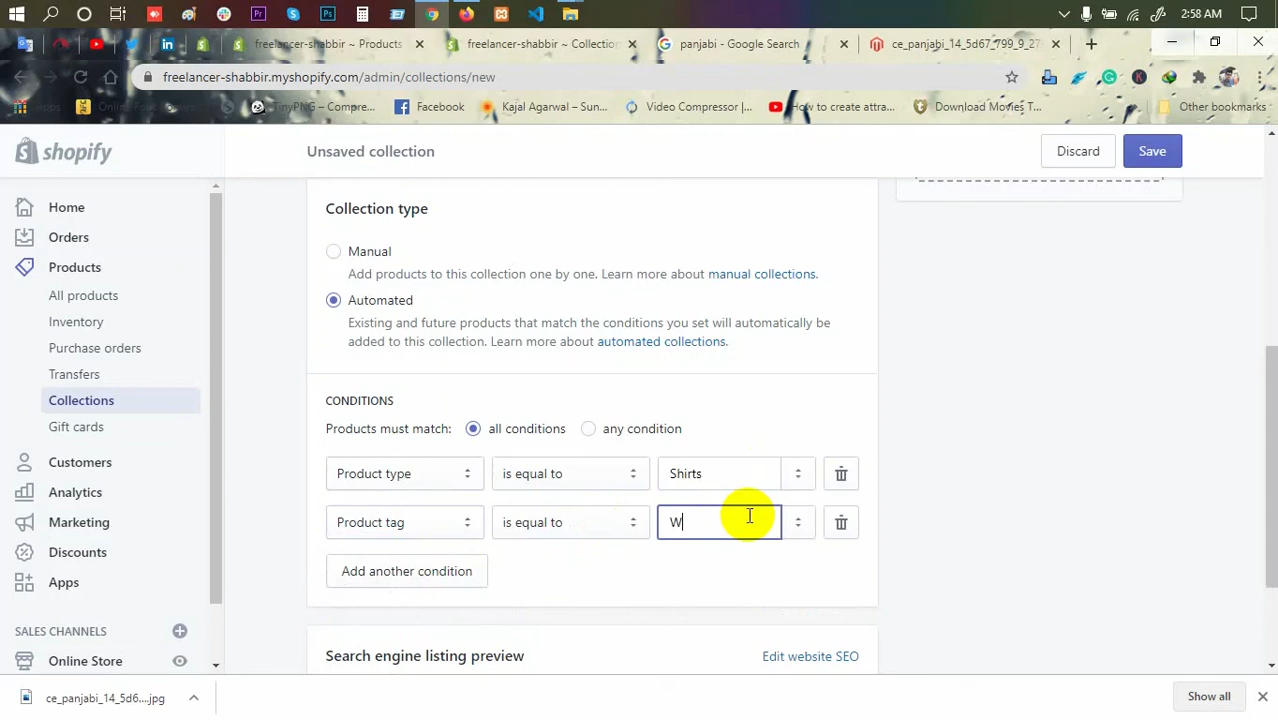 2:58 AM
freelancer-shabbir ~ Products
freelancer-shabbir ~ Collection
panjabi - Google Search
ce_panjabi_14_5d67_799_9_27
freelancer-shabbir.myshopify.com/admin/collections/new
Apps
TinyPNG – Compre...
Facebook
Kajal Agarwal – Sun...
Video Compressor |...
How to create attra...
Download Movies T...
Other bookmarks
shopify
Unsaved collection
Discard
Save
Home
Orders
Products
All products
Inventory
Purchase orders
Transfers
Collections
Gift cards
Customers
Analytics
Marketing
Discounts
Apps
SALES CHANNELS
Online Store
Collection type
Manual
Add products to this collection one by one. Learn more about manual collections.
Automated
Existing and future products that match the conditions you set will automatically be
added to this collection. Learn more about automated collections.
CONDITIONS
Products must match: all conditions any condition
Product type is equal to Shirts
Product tag is equal to W
Add another condition
Search engine listing preview
Edit website SEO
ce_panjabi_14_5d6....jpg
Show all